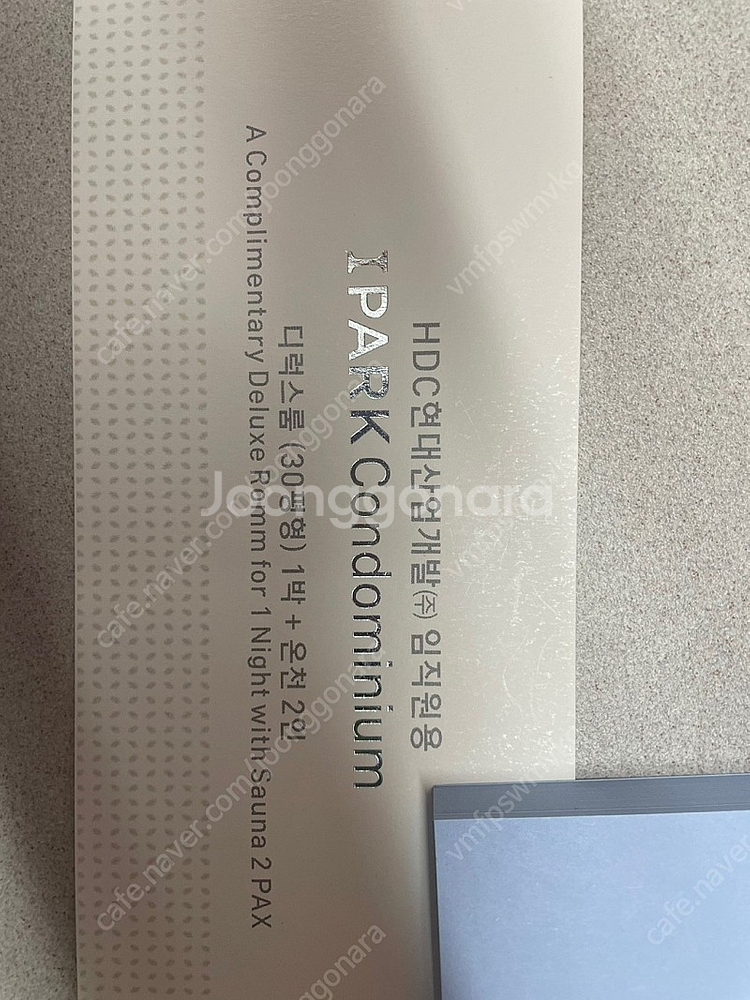 HDC현대산업개발㈜ 임직원용
I PARK Condominium
디럭스룸 (30평형) 1박 + 온천 2인
A Complimentary Deluxe Romm for 1 Night with Sauna 2 PAX
Joonggonara
cafe.naver.com/joonggonara
vmfpswmvkq